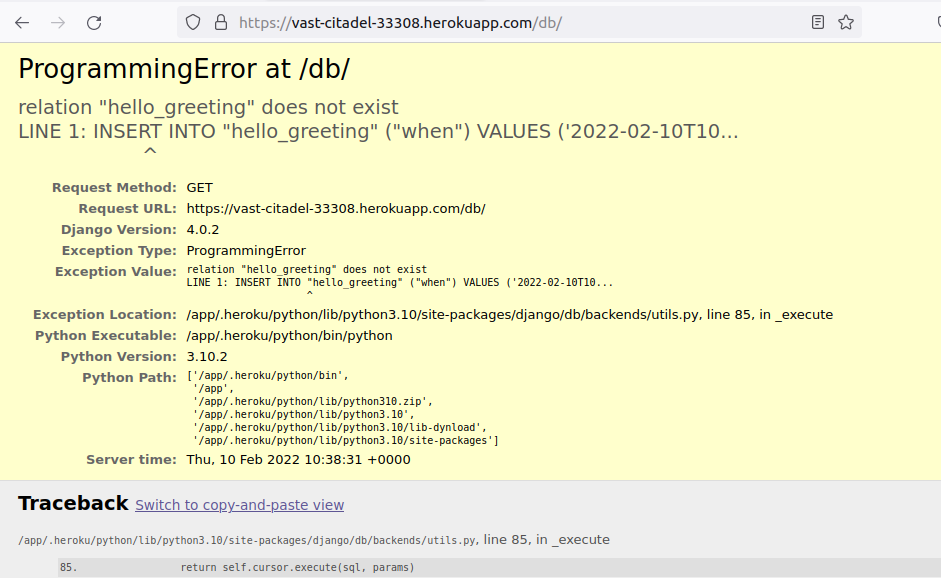 https://vast-citadel-33308.herokuapp.com/db/
ProgrammingError at /db/
relation "hello_greeting" does not exist
LINE 1: INSERT INTO "hello_greeting" ("when") VALUES ('2022-02-10T10...
^
Request Method: GET
Request URL: https://vast-citadel-33308.herokuapp.com/db/
Django Version: 4.0.2
Exception Type: ProgrammingError
Exception Value: relation "hello_greeting" does not exist
LINE 1: INSERT INTO "hello_greeting" ("when") VALUES ('2022-02-10T10...
^
Exception Location: /app/.heroku/python/lib/python3.10/site-packages/django/db/backends/utils.py, line 85, in _execute
Python Executable: /app/.heroku/python/bin/python
Python Version: 3.10.2
Python Path: ['/app/.heroku/python/bin',
'/app',
'/app/.heroku/python/lib/python310.zip',
'/app/.heroku/python/lib/python3.10',
'/app/.heroku/python/lib/python3.10/lib-dynload',
'/app/.heroku/python/lib/python3.10/site-packages']
Server time: Thu, 10 Feb 2022 10:38:31 +0000
Traceback Switch to copy-and-paste view
/app/.heroku/python/lib/python3.10/site-packages/django/db/backends/utils.py, line 85, in _execute
85. return self.cursor.execute(sql, params)